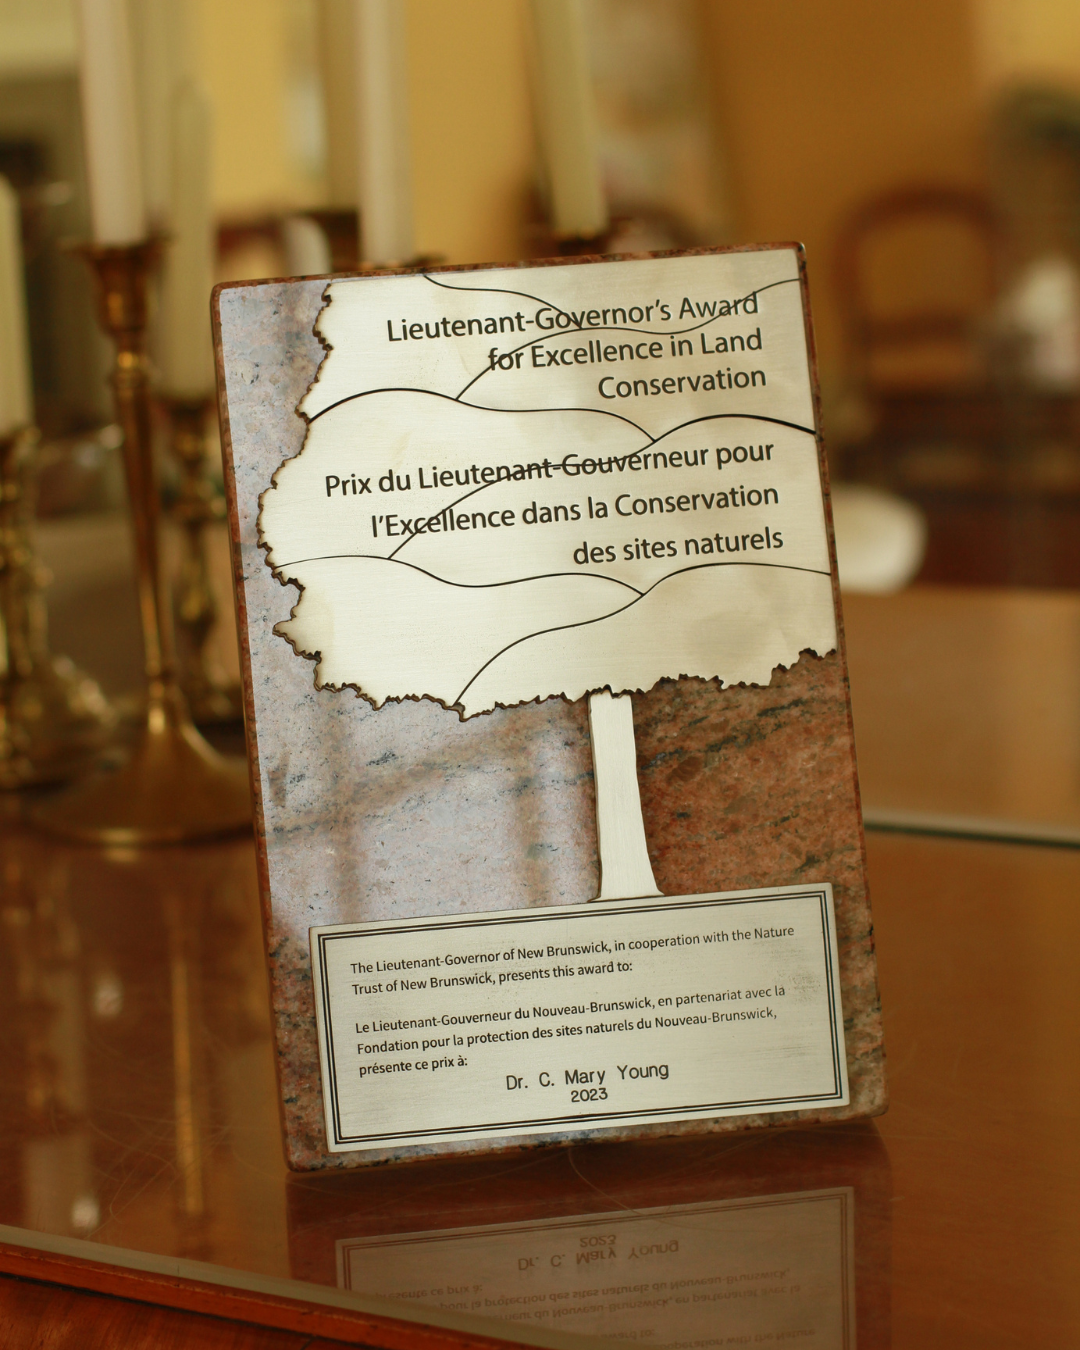 Lieutenant-Governor's Award
for Excellence in Land
Conservation
Prix du Lieutenant-Gouverneur pour
l'Excellence dans la Conservation
des sites naturels
The Lieutenant-Governor of New Brunswick, in cooperation with the Nature
Trust of New Brunswick, presents this award to:
Le Lieutenant-Gouverneur du Nouveau-Brunswick, en partenariat avec la
Fondation pour la protection des sites naturels du Nouveau-Brunswick,
présente ce prix à:
Dr. C. Mary Young
2023